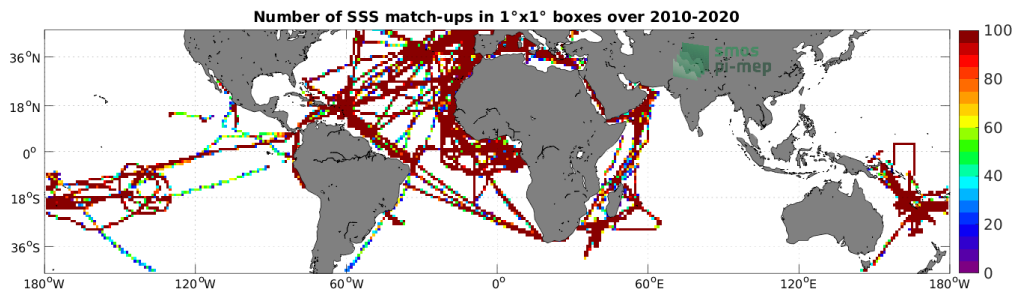 Number of SSS match-ups in 1°x1° boxes over 2010-2020
smos
pi-mep
36°N
18°N
0°
18°S
36°S
180°W
120°W
60°W
0°
60°E
120°E
180°W
100
80
60
40
20
0